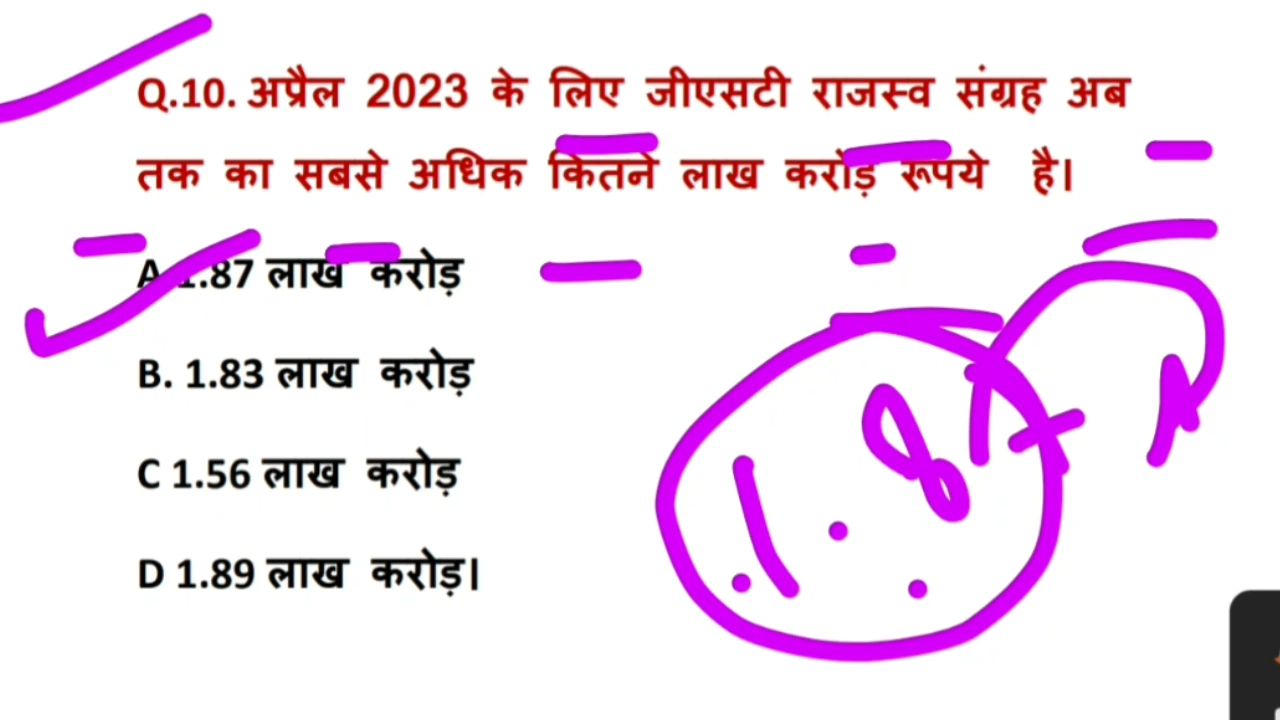 Q.10. अप्रैल 2023 के लिए जीएसटी राजस्व संग्रह अब
तक का सबसे अधिक कितने लाख करोड़ रूपये है।
A 1.87 लाख करोड़
B. 1.83 लाख करोड़
C 1.56 लाख करोड़
D 1.89 लाख करोड़।
1.87